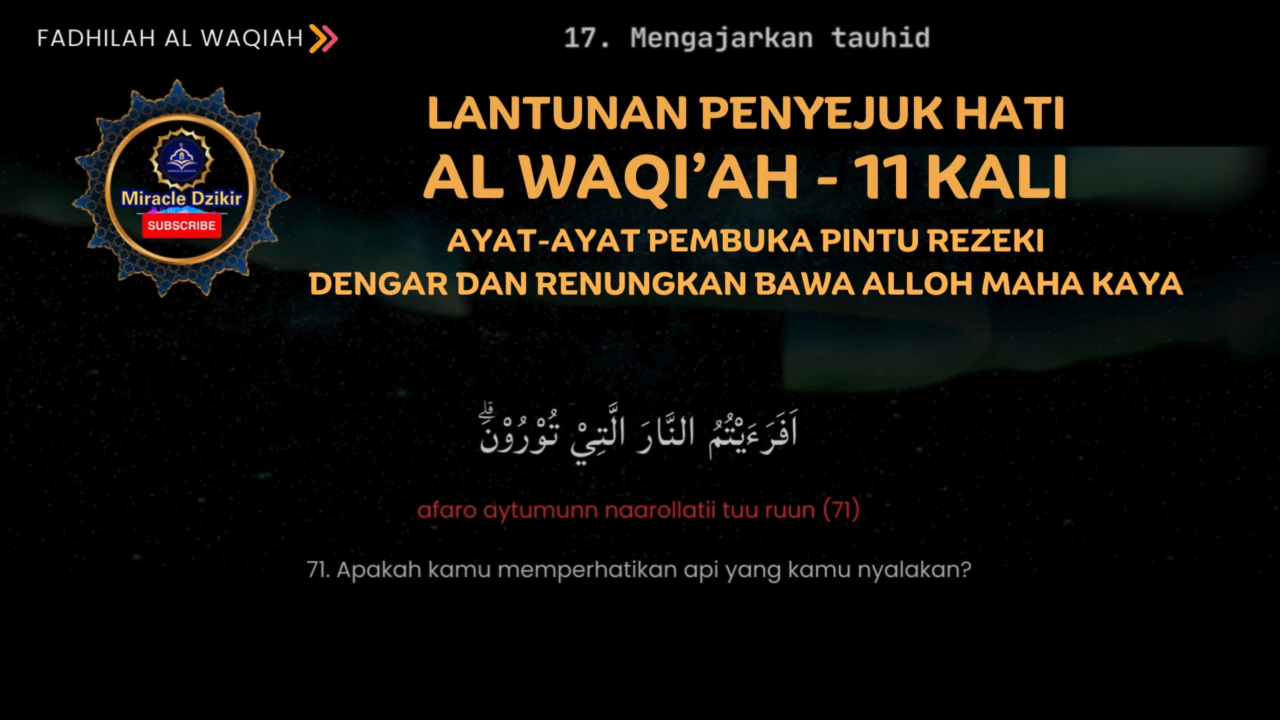 FADHILAH AL WAQIAH
17. Mengajarkan tauhid
LANTUNAN PENYEJUK HATI
AL WAQI'AH - 11 KALI
AYAT-AYAT PEMBUKA PINTU REZEKI
DENGAR DAN RENUNGKAN BAWA ALLOH MAHA KAYA
Miracle Dzikir
SUBSCRIBE
اَفَرَءَيْتُمُ النَّارَ الَّتِيْ تُوْرُوْنَۗ
afaro aytumunn naarollatii tuu ruun (71)
71. Apakah kamu memperhatikan api yang kamu nyalakan?